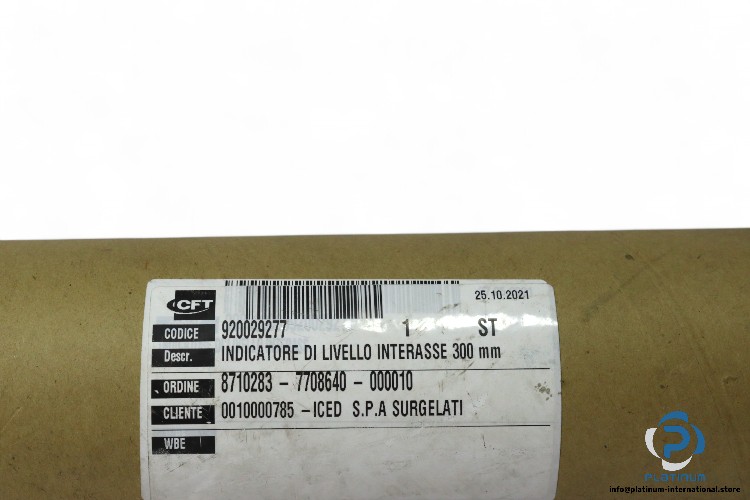 CFT
25.10.2021
CODICE 920029277 1 ST
Descr. INDICATORE DI LIVELLO INTERASSE 300 mm
ORDINE 8710283 - 7708640 - 000010
CLIENTE 0010000785 -ICED S.P.A SURGELATI
WBE
PLATINUM
info@platinum-international.store